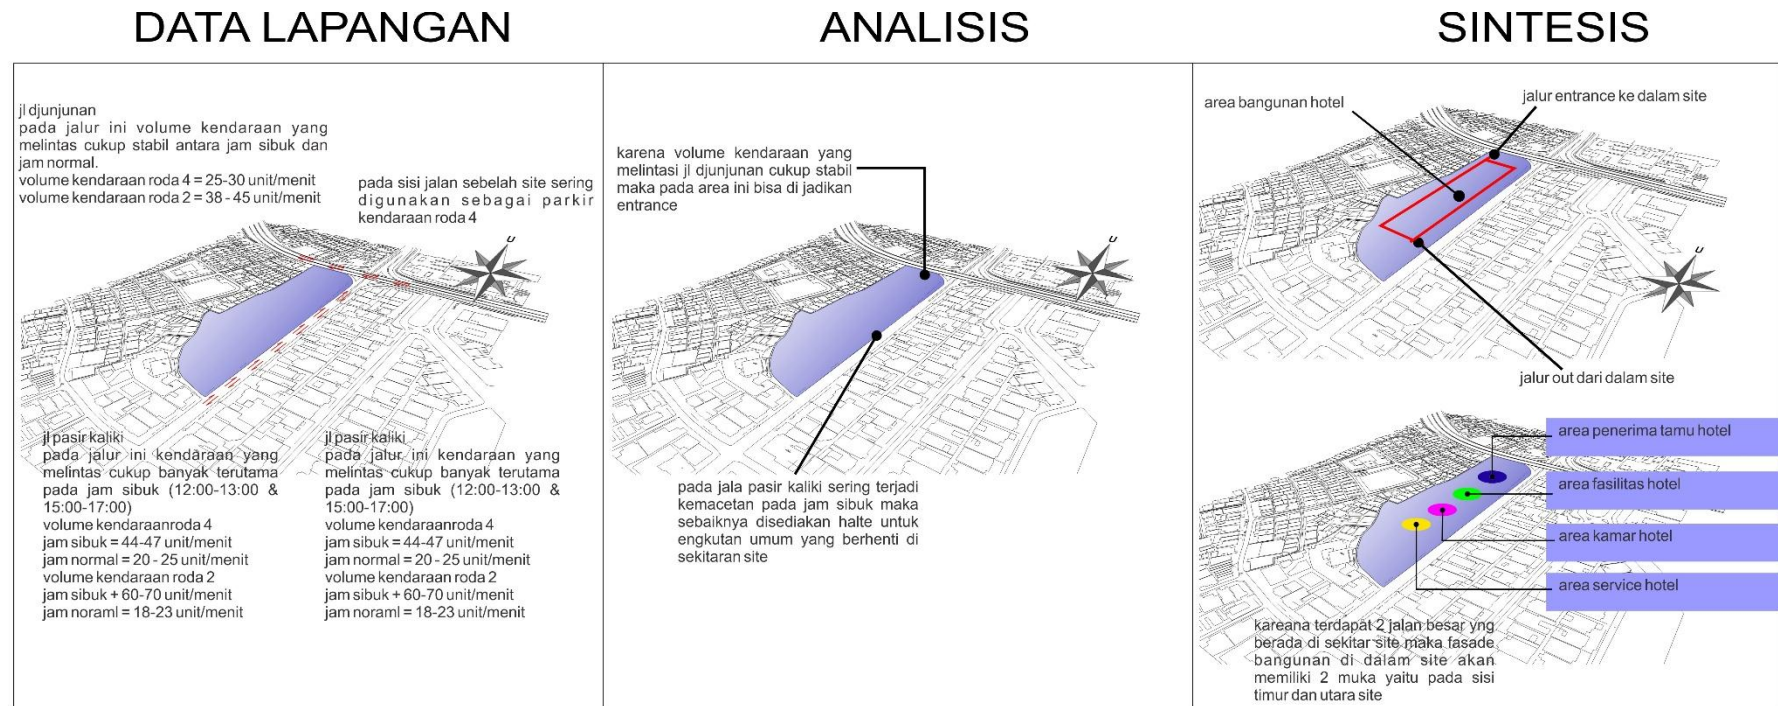 DATA LAPANGAN
jl djunjunan
pada jalur ini volume kendaraan yang
melintas cukup stabil antara jam sibuk dan
jam normal.
volume kendaraan roda 4 = 25-30 unit/menit
volume kendaraan roda 2 = 38 - 45 unit/menit
pada sisi jalan sebelah site sering
digunakan sebagai parkir
kendaraan roda 4
U
jl pasir kaliki
pada jalur ini kendaraan yang
melintas cukup banyak terutama
pada jam sibuk (12:00-13:00 &
15:00-17:00)
volume kendaraanroda 4
jam sibuk = 44-47 unit/menit
jam normal = 20 - 25 unit/menit
volume kendaraan roda 2
jam sibuk + 60-70 unit/menit
jam noraml = 18-23 unit/menit
jl pasir kaliki
pada jalur ini kendaraan yang
melintas cukup banyak terutama
pada jam sibuk (12:00-13:00 &
15:00-17:00)
volume kendaraanroda 4
jam sibuk = 44-47 unit/menit
jam normal = 20 - 25 unit/menit
volume kendaraan roda 2
jam sibuk + 60-70 unit/menit
jam noraml = 18-23 unit/menit
ANALISIS
karena volume kendaraan yang
melintasi jl djunjunan cukup stabil
maka pada area ini bisa di jadikan
entrance
U
pada jala pasir kaliki sering terjadi
kemacetan pada jam sibuk maka
sebaiknya disediakan halte untuk
engkutan umum yang berhenti di
sekitaran site
SINTESIS
area bangunan hotel
jalur entrance ke dalam site
U
jalur out dari dalam site
area penerima tamu hotel
area fasilitas hotel
area kamar hotel
area service hotel
kareana terdapat 2 jalan besar yng
berada di sekitar site maka fasade
bangunan di dalam site akan
memiliki 2 muka yaitu pada sisi
timur dan utara site